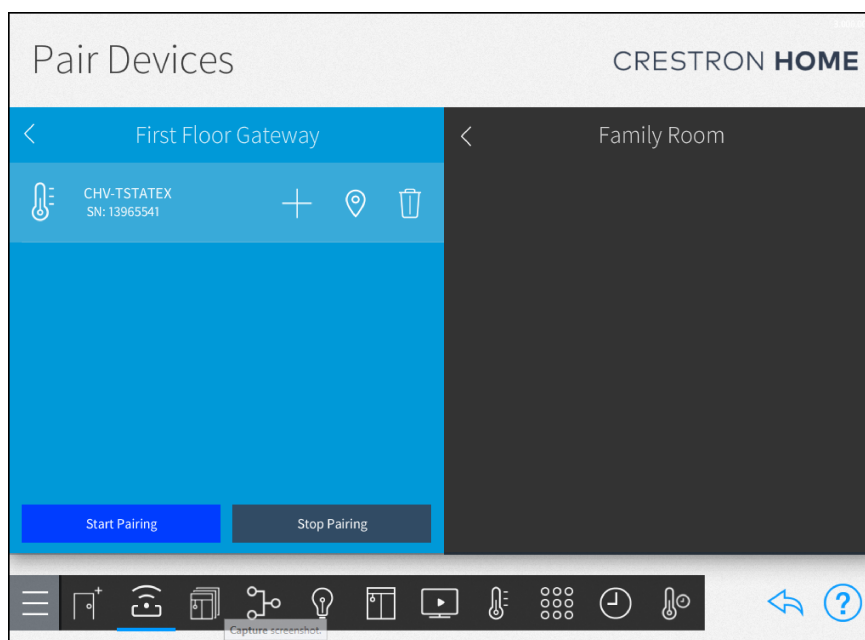 Pair Devices
CRESTRON HOME
First Floor Gateway
Family Room
CHV-TSTATEX
SN: 13965541
Start Pairing
Stop Pairing
Capture screenshot.
?